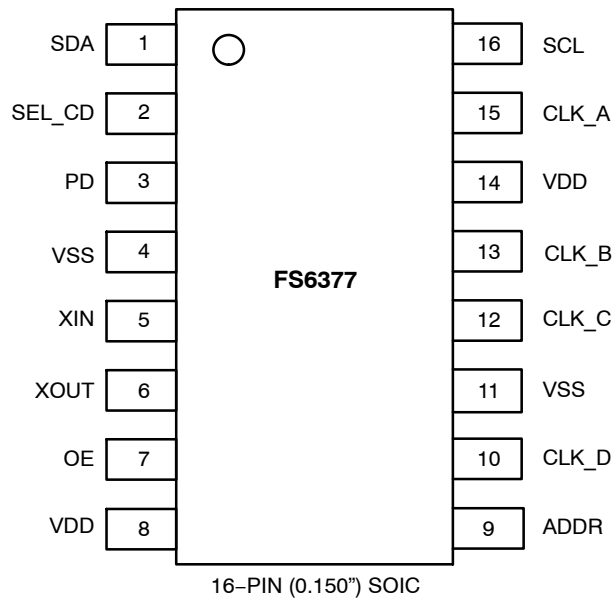 SDA 1 16 SCL
SEL_CD 2 15 CLK_A
PD 3 14 VDD
VSS 4 13 CLK_B
FS6377
XIN 5 12 CLK_C
XOUT 6 11 VSS
OE 7 10 CLK_D
VDD 8 9 ADDR
16−PIN (0.150”) SOIC